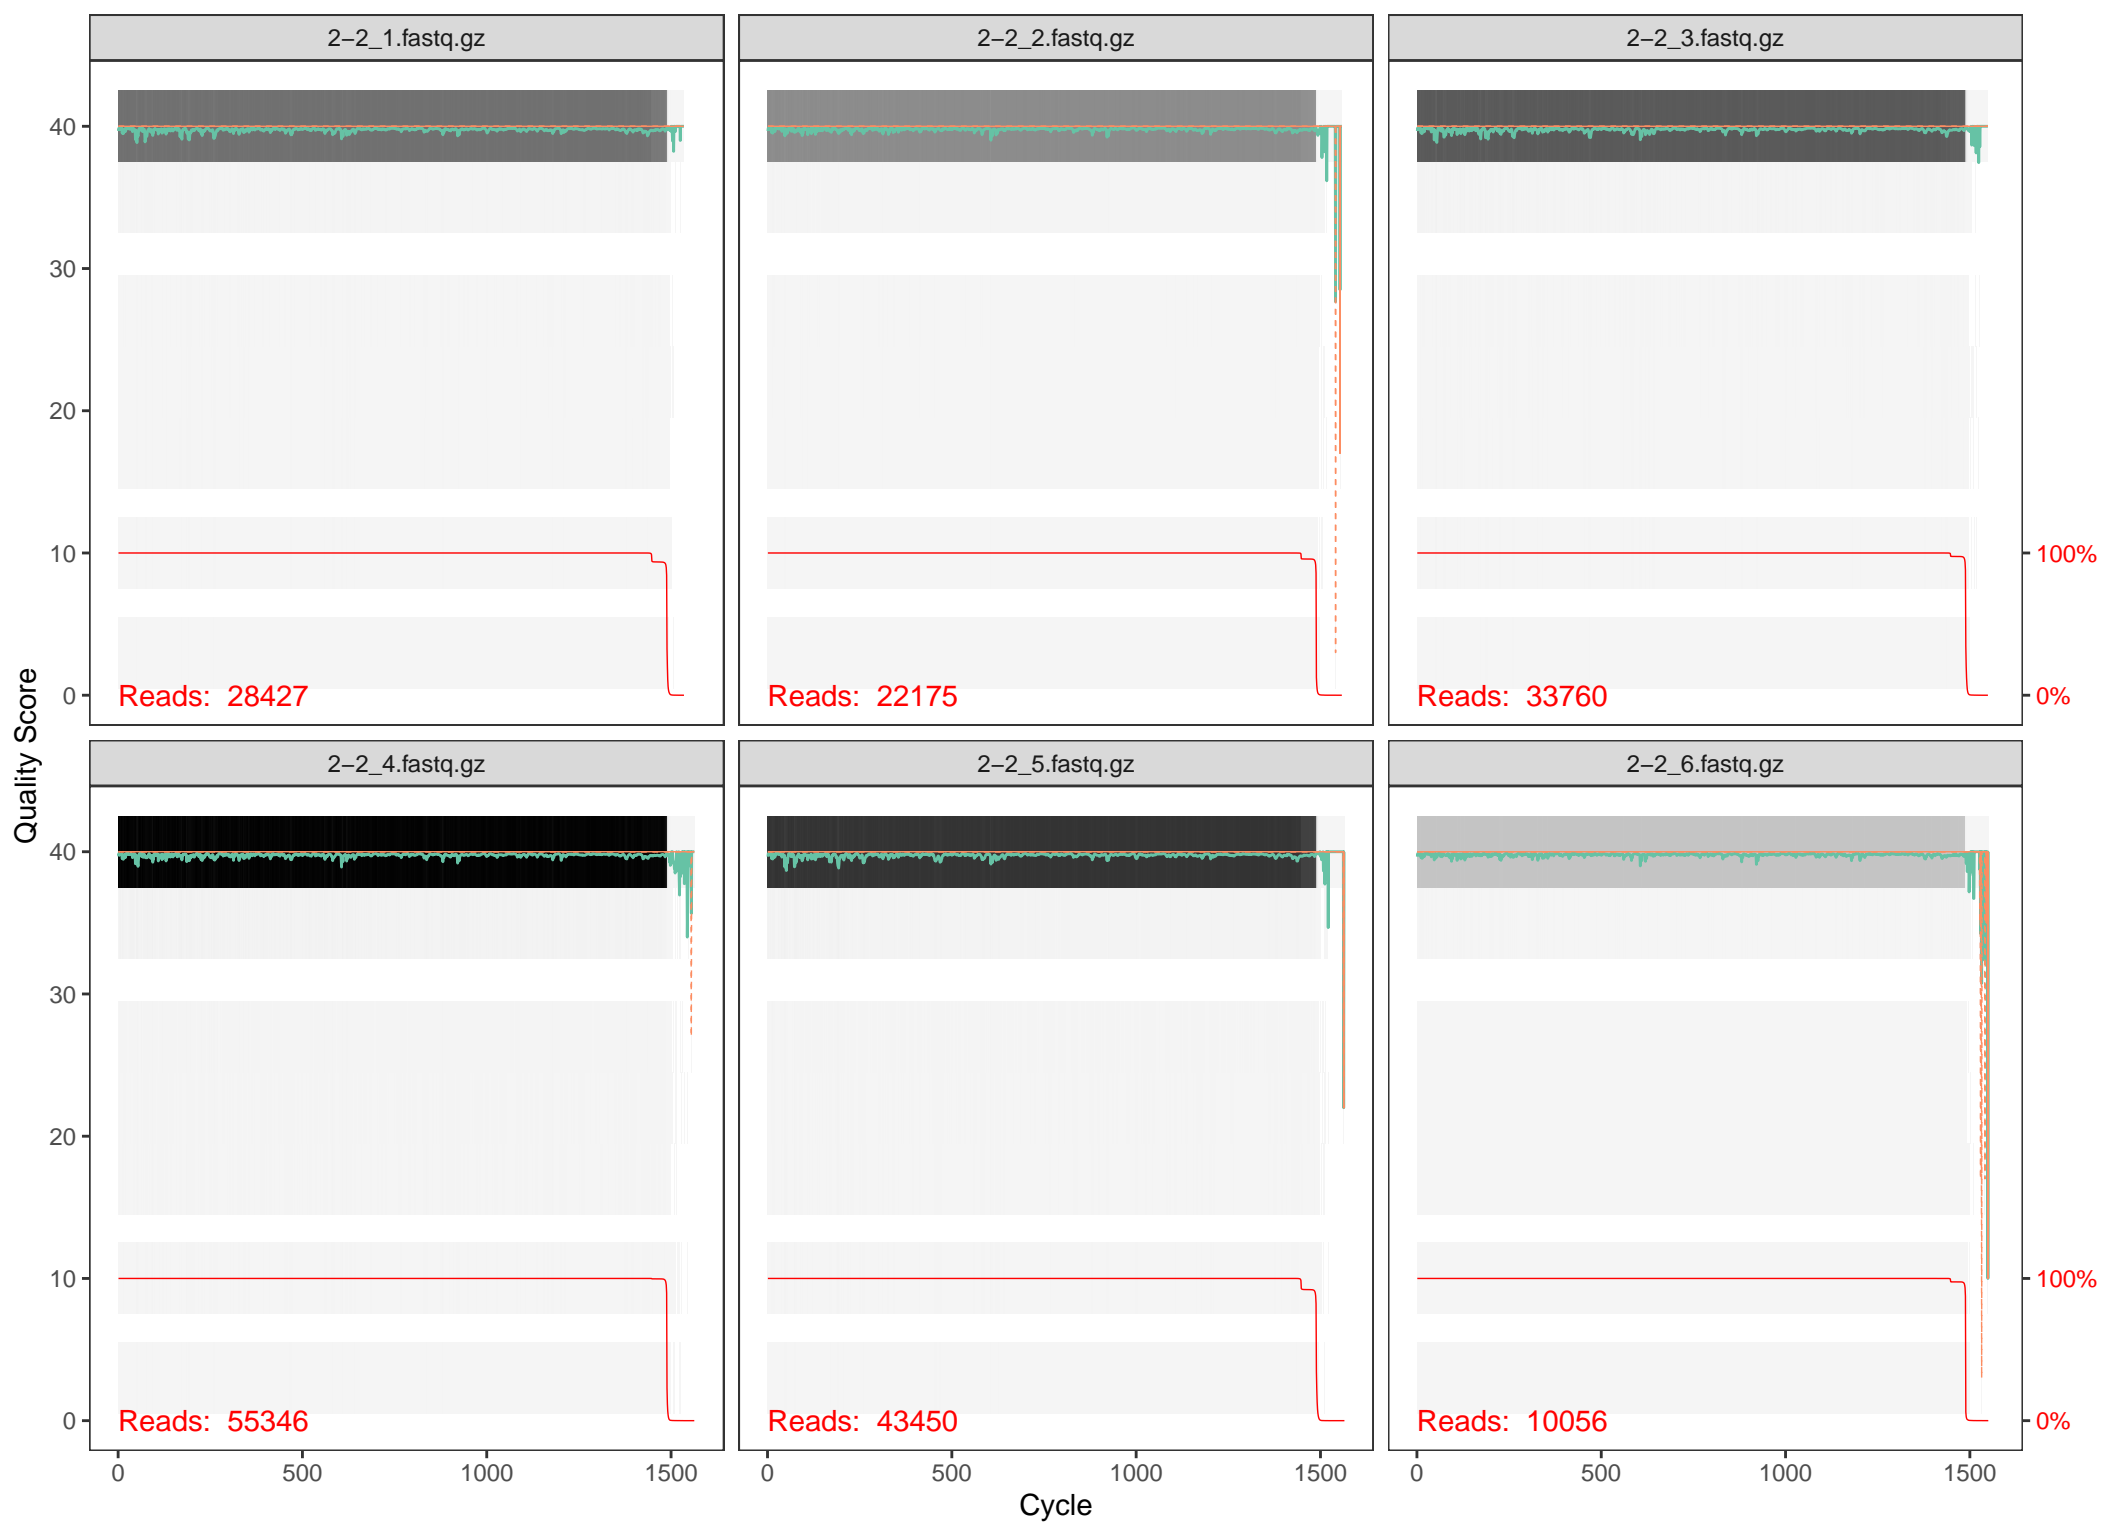 2−2_1.fastq.gz
2−2_2.fastq.gz
2−2_3.fastq.gz
40
30
20
10
0
Reads: 28427
Reads: 22175
Reads: 33760
100%
0%
Quality Score
2−2_4.fastq.gz
2−2_5.fastq.gz
2−2_6.fastq.gz
40
30
20
10
0
Reads: 55346
Reads: 43450
Reads: 10056
100%
0%
0 500 1000 1500
0 500 1000 1500
0 500 1000 1500
Cycle